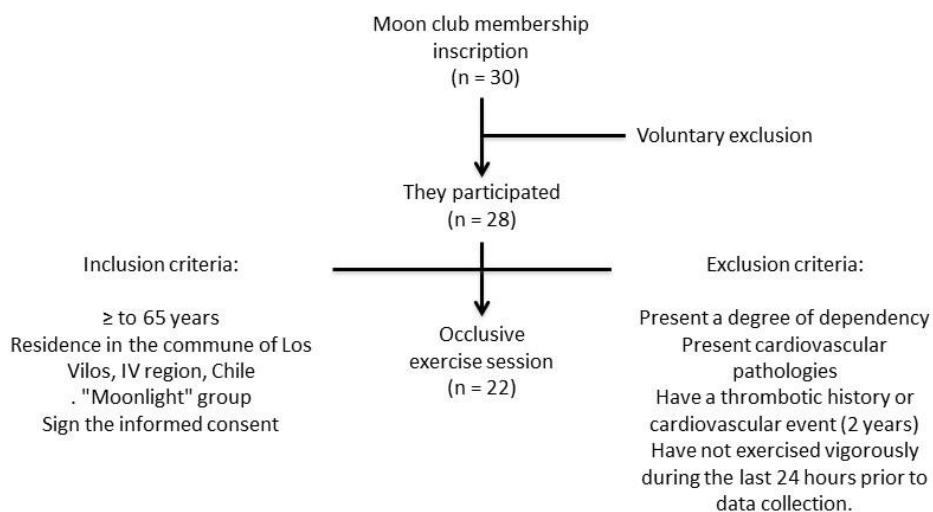 Moon club membership
inscription
(n = 30)
Voluntary exclusion
They participated
(n = 28)
Inclusion criteria:
≥ to 65 years
Residence in the commune of Los
Vilos, IV region, Chile
. "Moonlight" group
Sign the informed consent
Occlusive
exercise session
(n = 22)
Exclusion criteria:
Present a degree of dependency
Present cardiovascular
pathologies
Have a thrombotic history or
cardiovascular event (2 years)
Have not exercised vigorously
during the last 24 hours prior to
data collection.